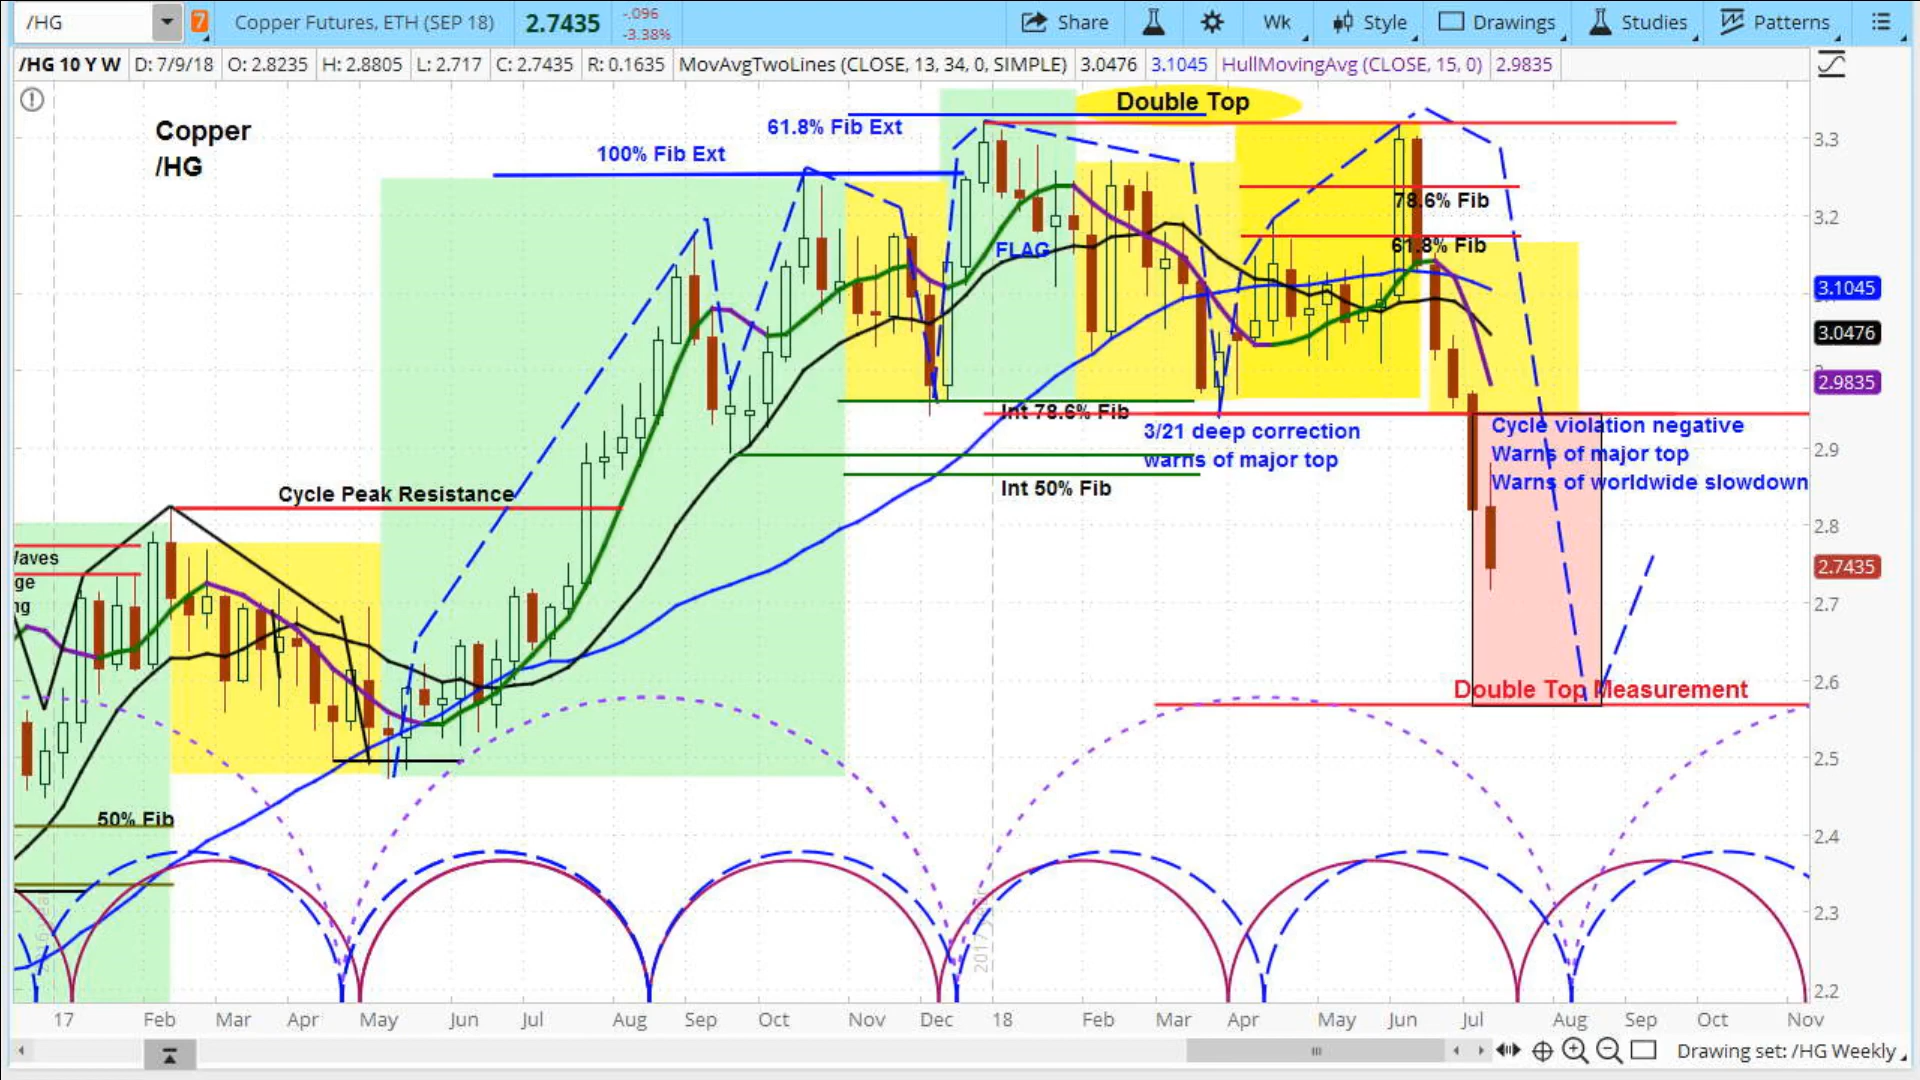 /HG
7
Copper Futures, ETH (SEP 18)
2.7435
-.096
-3.38%
Share
Wk
Style
Drawings
Studies
Patterns
/HG 10 Y W
D: 7/9/18
O: 2.8235
H: 2.8805
L: 2.717
C: 2.7435
R: 0.1635
MovAvgTwoLines (CLOSE, 13, 34, 0, SIMPLE)
3.0476
3.1045
HullMovingAvg (CLOSE, 15, 0)
2.9835
Copper
/HG
Double Top
61.8% Fib Ext
100% Fib Ext
78.6% Fib
61.8% Fib
FLAG
Int 78.6% Fib
3/21 deep correction
warns of major top
Int 50% Fib
Cycle violation negative
Warns of major top
Warns of worldwide slowdown
Cycle Peak Resistance
Double Top Measurement
50% Fib
3.3
3.2
3.1045
3.0476
2.9835
2.9
2.8
2.7435
2.7
2.6
2.5
2.4
2.3
2.2
17
Feb
Mar
Apr
May
Jun
Jul
Aug
Sep
Oct
Nov
Dec
18
Feb
Mar
Apr
May
Jun
Jul
Aug
Sep
Oct
Nov
Drawing set: /HG Weekly